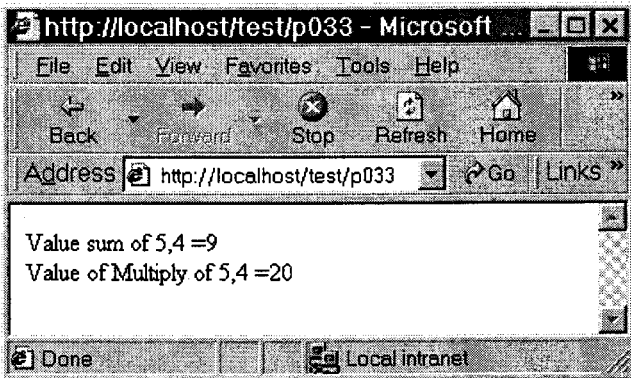 http://localhost/test/p033 - Microsoft ...
File Edit View Favorites Tools Help
Back Forward Stop Refresh Home »
Address http://localhost/test/p033 Go Links »
Value sum of 5,4 =9
Value of Multiply of 5,4 =20
Done Local intranet